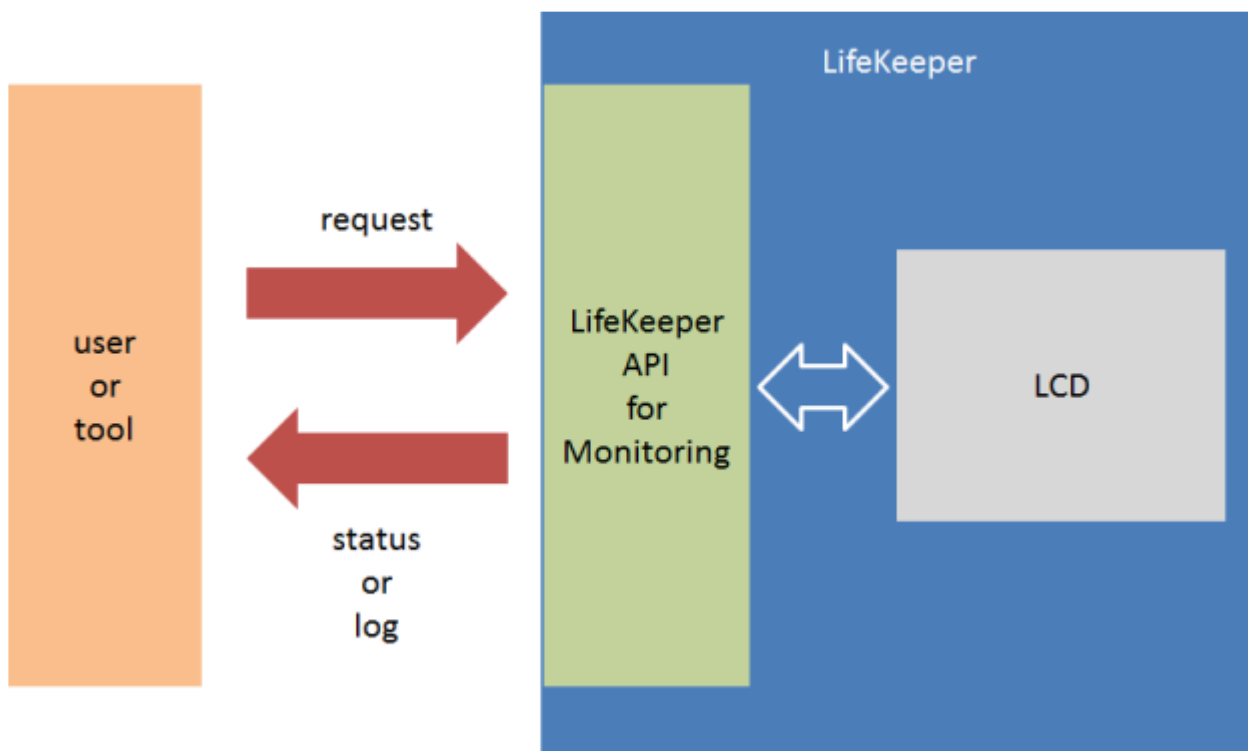 LifeKeeper
user
or
tool
request
status
or
log
LifeKeeper
API
for
Monitoring
LCD